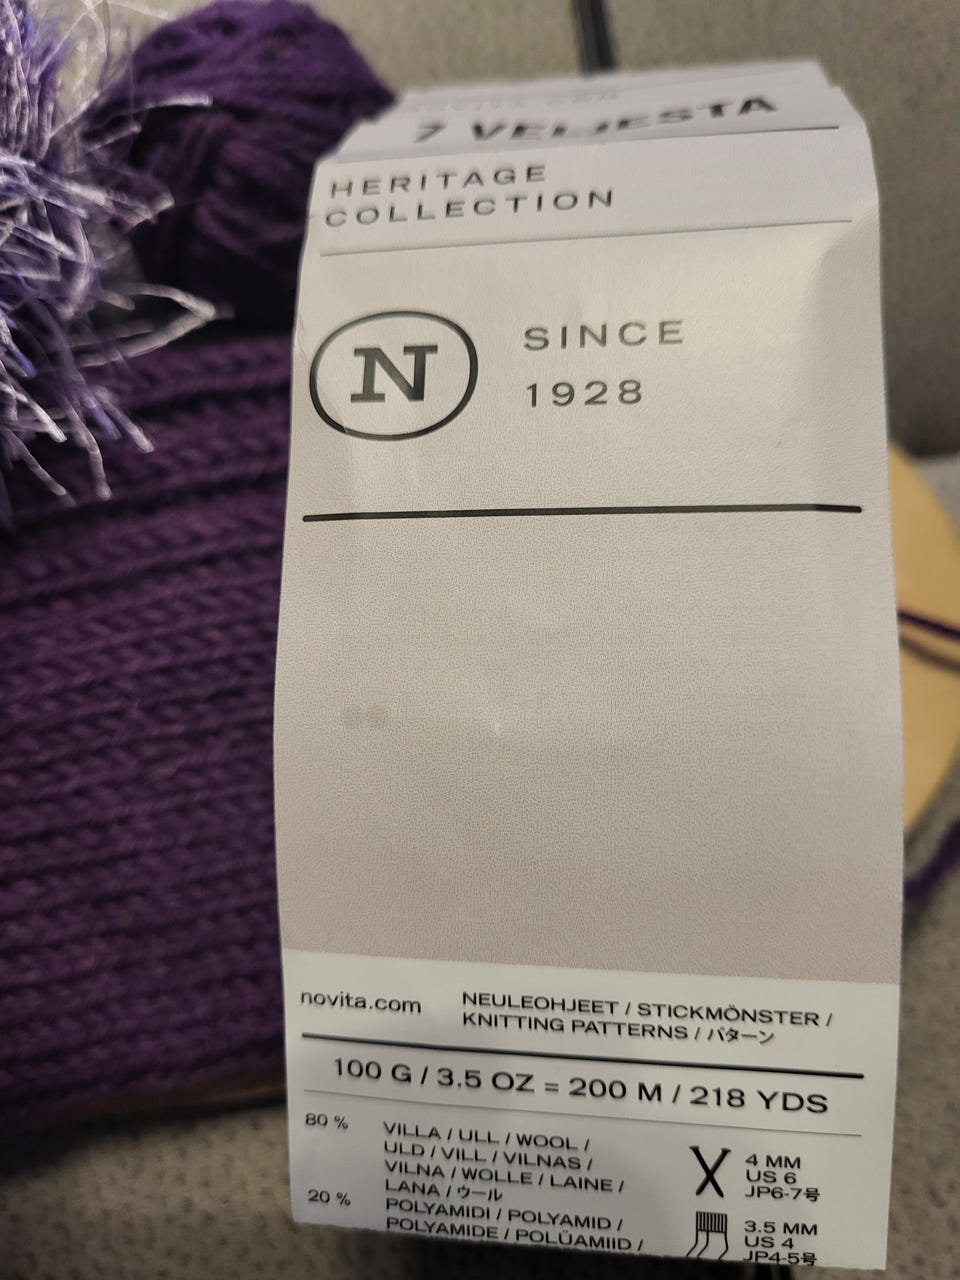 7 VELJESTÄ
HERITAGE
COLLECTION
N
SINCE
1928
novita.com
NEULEOHJEET / STICKMÖNSTER /
KNITTING PATTERNS / パターン
100 G / 3.5 OZ = 200 M / 218 YDS
80 %
VILLA / ULL / WOOL /
ULD / VILL / VILNAS /
VILNA / WOLLE / LAINE /
LANA / ウール
20 %
POLYAMIDI / POLYAMID /
POLYAMIDE / POLÜAMIID /
4 MM
US 6
JP6-7号
3.5 MM
US 4
JP4-5号